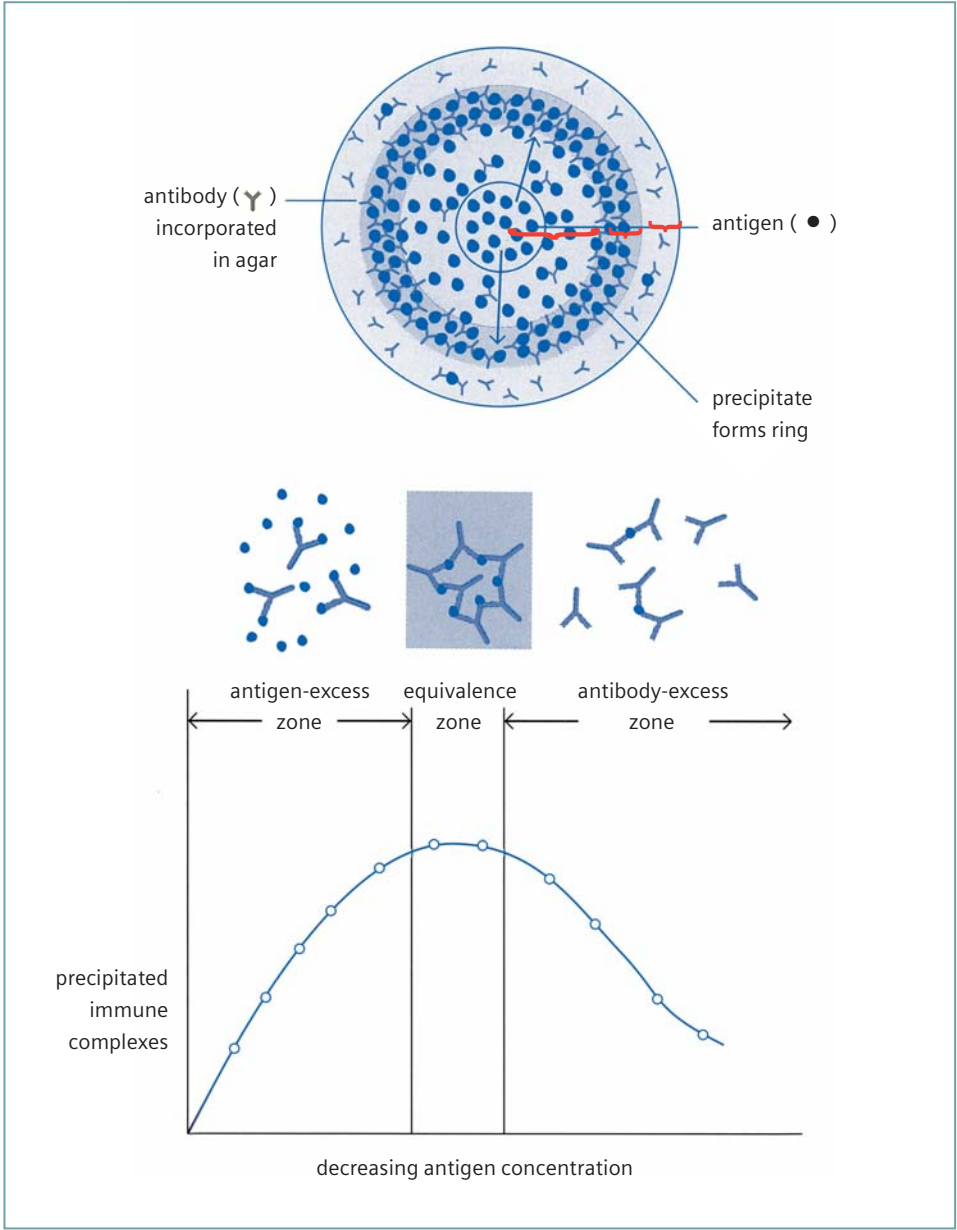 antibody ( Y )
incorporated
in agar
antigen ( ● )
precipitate
forms ring
antigen-excess
zone
equivalence
zone
antibody-excess
zone
precipitated
immune
complexes
decreasing antigen concentration